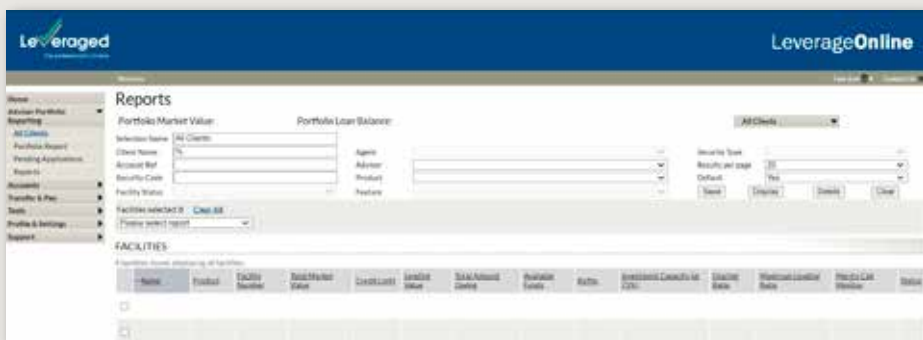 Leveraged
LeverageOnline
Home
Adviser Portfolio Reporting
All Clients
Portfolio Report
Pending Applications
Reports
Accounts
Transfer & Pay
Tools
Profile & Settings
Support
Reports
Portfolio Market Value: Portfolio Loan Balance: All Clients
Selection Name All Clients
Client Name % Agent Security Type
Account Ref Adviser Results per page 20
Security Code Product Default Yes
Facility Status Feature Save Display Delete Clear
Facilities selected: 0 Clear All
Please select report
FACILITIES
Name Product Facility Number Total Market Value Credit Limit Lending Value Total Amount Owing Available Funds Buffer Investment Capacity Gearing Ratio Maximum Lending Ratio Margin Call Status